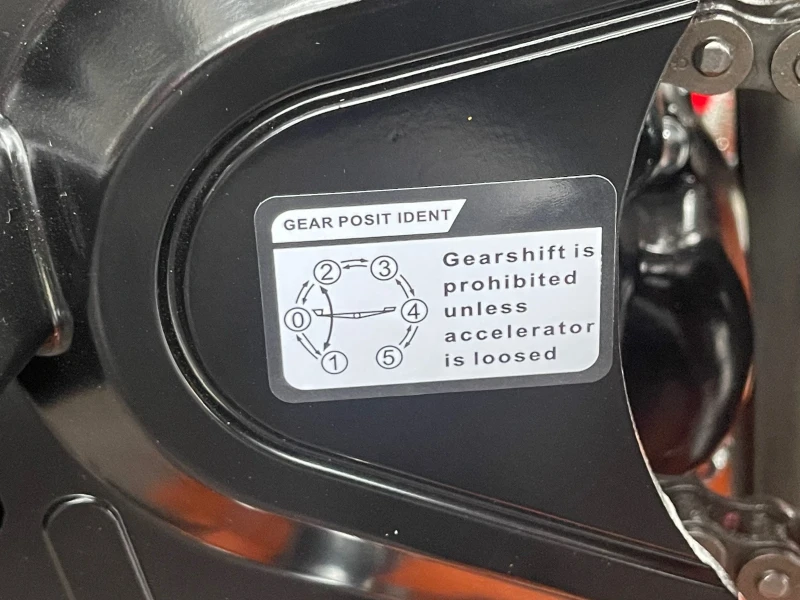 GEAR POSIT IDENT
2 3
0 4
1 5
Gearshift is
prohibited
unless
accelerator
is loosed